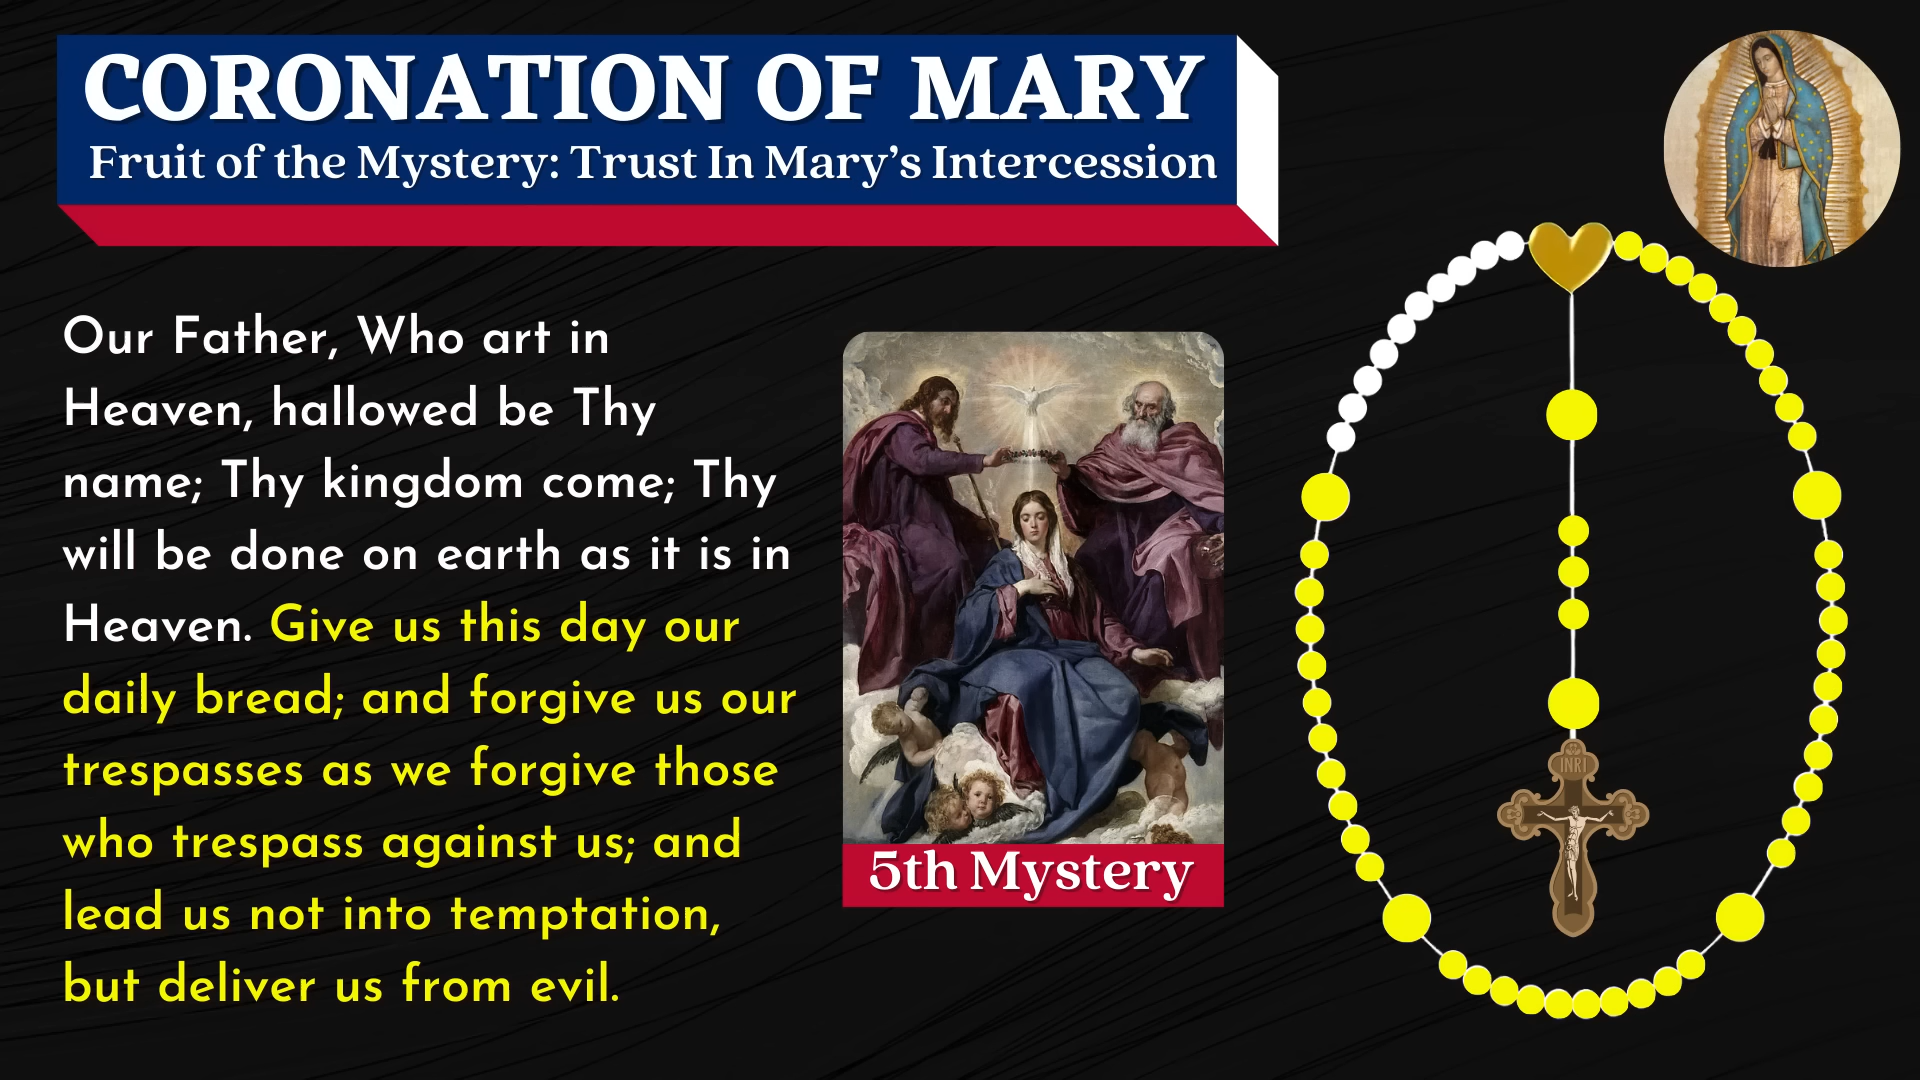 CORONATION OF MARY
Fruit of the Mystery: Trust In Mary’s Intercession
Our Father, Who art in
Heaven, hallowed be Thy
name; Thy kingdom come; Thy
will be done on earth as it is in
Heaven. Give us this day our
daily bread; and forgive us our
trespasses as we forgive those
who trespass against us; and
lead us not into temptation,
but deliver us from evil.
5th Mystery
INRI